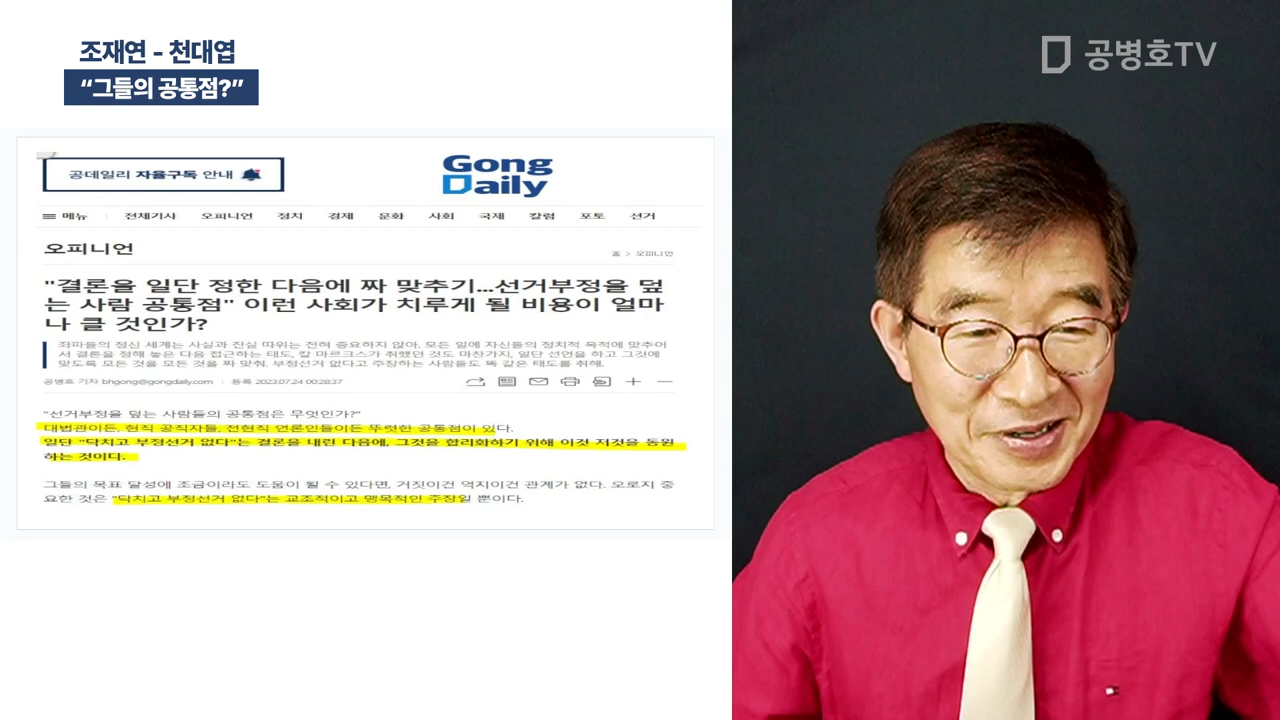 조재연 - 천대엽
“그들의 공통점?”
공병호TV
공데일리 자율구독 안내
Gong
Daily
메뉴 전체기사 오피니언 정치 경제 문화 사회 국제 칼럼 포토 선거
오피니언
홈 > 오피니언
"결론을 일단 정한 다음에 짜 맞추기...선거부정을 덮
는 사람 공통점" 이런 사회가 치루게 될 비용이 얼마
나 클 것인가?
좌파들의 정신 세계는 사실과 진실 따위는 전혀 중요하지 않아. 모든 일에 자신들의 정치적 목적에 맞추어
서 결론을 정해 놓은 다음 접근하는 태도, 칼 마르크스가 취했던 것도 마찬가지, 일단 선언을 하고 그것에
맞도록 모든 것을 모든 것을 짜 맞춰. 부정선거 없다고 주장하는 사람들도 똑 같은 태도를 취해.
공병호 기자 bhgong@gongdaily.com 등록 2023.07.24 00:28:37
"선거부정을 덮는 사람들의 공통점은 무엇인가?"
대법관이든, 현직 공직자들, 전현직 언론인들이든 뚜렷한 공통점이 있다.
일단 "닥치고 부정선거 없다"는 결론을 내린 다음에, 그것을 합리화하기 위해 이것 저것을 동원
하는 것이다.
그들의 목표 달성에 조금이라도 도움이 될 수 있다면, 거짓이건 억지이건 관계가 없다. 오로지 중
요한 것은 "닥치고 부정선거 없다"는 교조적이고 맹목적인 주장일 뿐이다.